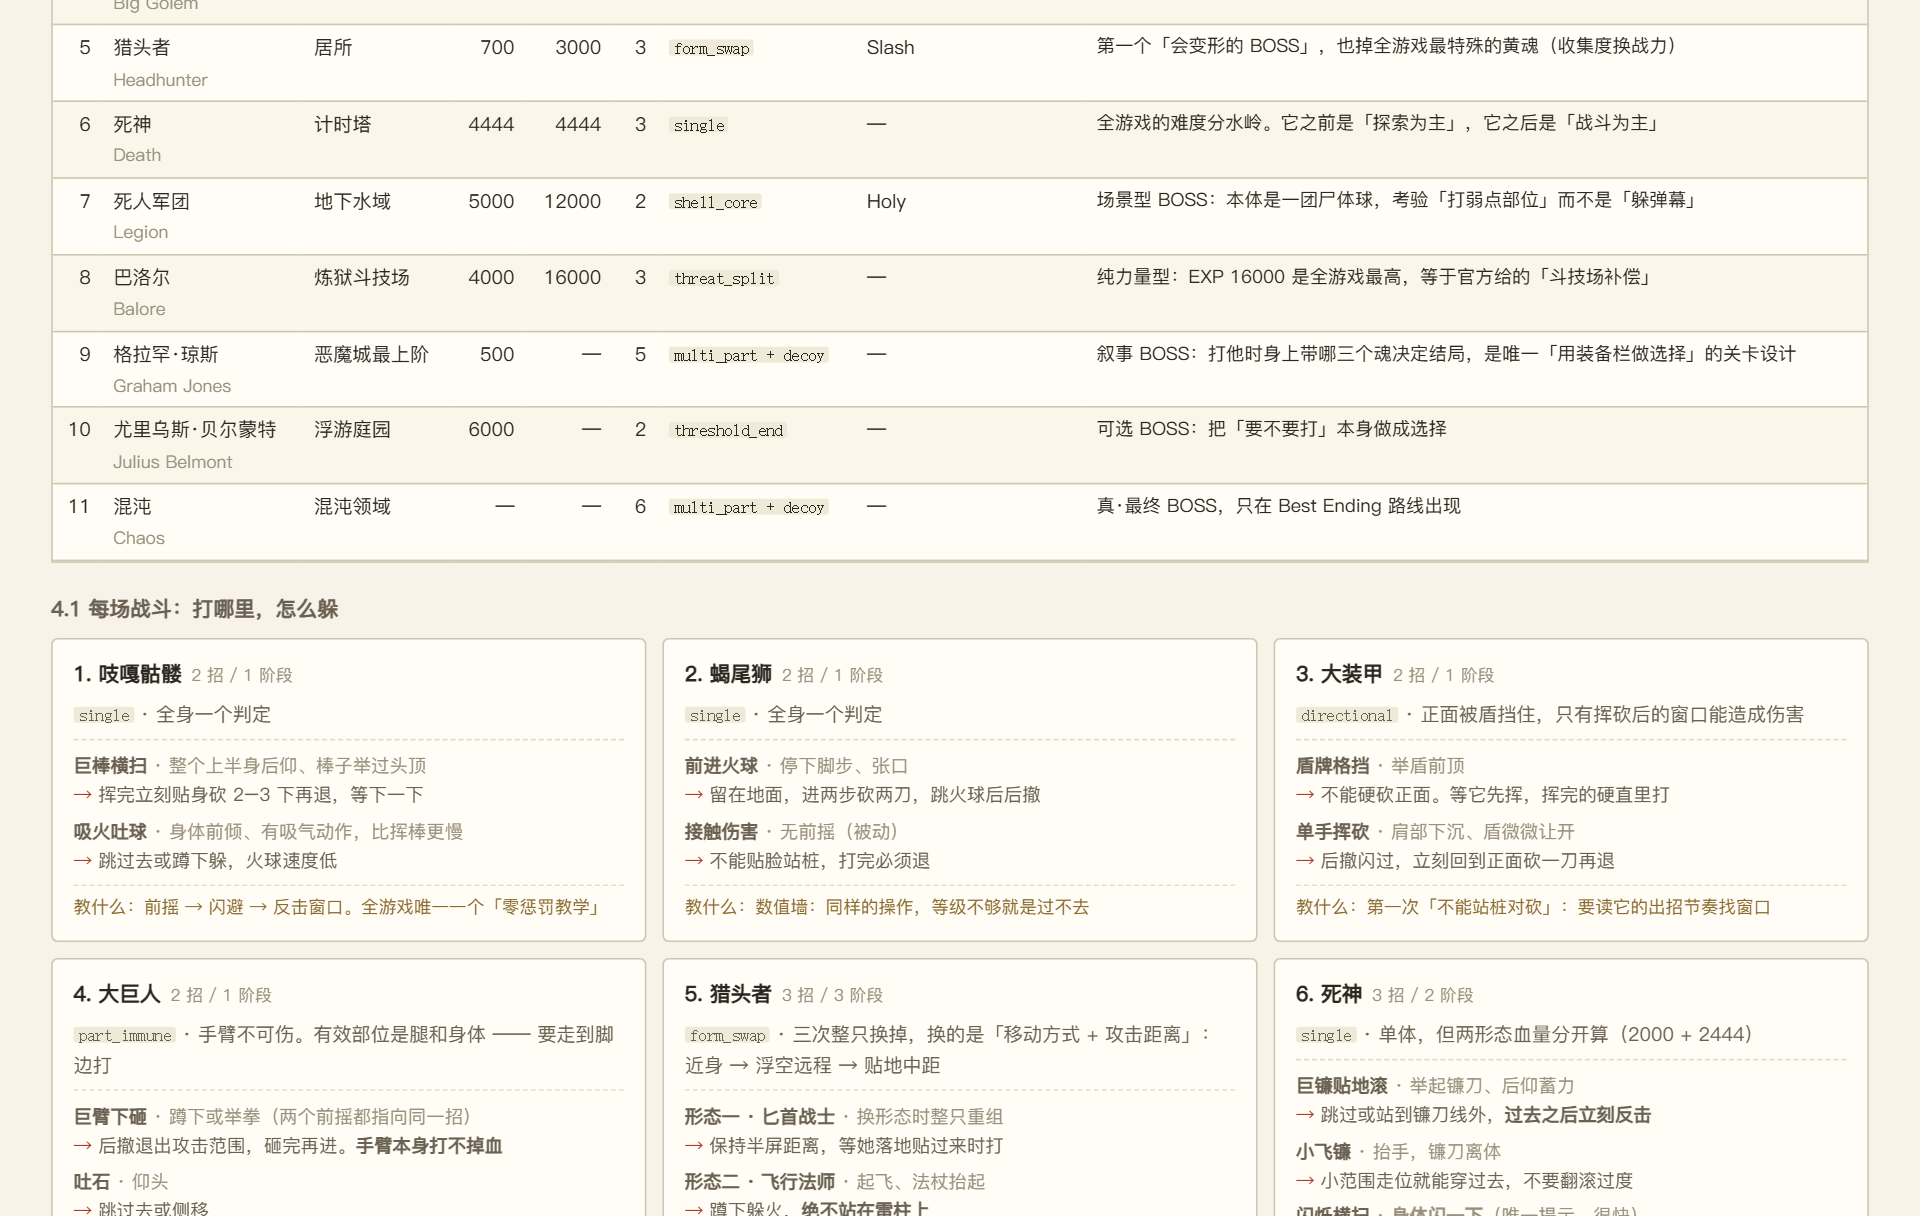 Big Golem
5 猎头者 居所 700 3000 3 form_swap Slash 第一个「会变形的 BOSS」，也掉全游戏最特殊的黄魂（收集度换战力）
Headhunter
6 死神 计时塔 4444 4444 3 single — 全游戏的难度分水岭。它之前是「探索为主」，它之后是「战斗为主」
Death
7 死人军团 地下水域 5000 12000 2 shell_core Holy 场景型 BOSS：本体是一团尸体球，考验「打弱点部位」而不是「躲弹幕」
Legion
8 巴洛尔 炼狱斗技场 4000 16000 3 threat_split — 纯力量型：EXP 16000 是全游戏最高，等于官方给的「斗技场补偿」
Balore
9 格拉罕·琼斯 恶魔城最上阶 500 — 5 multi_part + decoy — 叙事 BOSS：打他时身上带哪三个魂决定结局，是唯一「用装备栏做选择」的关卡设计
Graham Jones
10 尤里乌斯·贝尔蒙特 浮游庭园 6000 — 2 threshold_end — 可选 BOSS：把「要不要打」本身做成选择
Julius Belmont
11 混沌 混沌领域 — — 6 multi_part + decoy — 真·最终 BOSS，只在 Best Ending 路线出现
Chaos
4.1 每场战斗：打哪里，怎么躲
1. 吱嘎骷髅 2 招 / 1 阶段
single · 全身一个判定
巨棒横扫 · 整个上半身后仰、棒子举过头顶
→ 挥完立刻贴身砍 2—3 下再退，等下一下
吸火吐球 · 身体前倾、有吸气动作，比挥棒更慢
→ 跳过去或蹲下躲，火球速度低
教什么：前摇 → 闪避 → 反击窗口。全游戏唯一一个「零惩罚教学」
2. 蝎尾狮 2 招 / 1 阶段
single · 全身一个判定
前进火球 · 停下脚步、张口
→ 留在地面，进两步砍两刀，跳火球后后撤
接触伤害 · 无前摇（被动）
→ 不能贴脸站桩，打完必须退
教什么：数值墙：同样的操作，等级不够就是过不去
3. 大装甲 2 招 / 1 阶段
directional · 正面被盾挡住，只有挥砍后的窗口能造成伤害
盾牌格挡 · 举盾前顶
→ 不能硬砍正面。等它先挥，挥完的硬直里打
单手挥砍 · 肩部下沉、盾微微让开
→ 后撤闪过，立刻回到正面砍一刀再退
教什么：第一次「不能站桩对砍」：要读它的出招节奏找窗口
4. 大巨人 2 招 / 1 阶段
part_immune · 手臂不可伤。有效部位是腿和身体 —— 要走到脚
边打
巨臂下砸 · 蹲下或举拳（两个前摇都指向同一招）
→ 后撤退出攻击范围，砸完再进。手臂本身打不掉血
吐石 · 仰头
→ 跳过去或侧移
5. 猎头者 3 招 / 3 阶段
form_swap · 三次整只换掉，换的是「移动方式 + 攻击距离」：
近身 → 浮空远程 → 贴地中距
形态一 · 匕首战士 · 换形态时整只重组
→ 保持半屏距离，等她落地贴过来时打
形态二 · 飞行法师 · 起飞、法杖抬起
→ 蹲下躲火，绝不站在雷柱上
6. 死神 3 招 / 2 阶段
single · 单体，但两形态血量分开算（2000 + 2444）
巨镰贴地滚 · 举起镰刀、后仰蓄力
→ 跳过或站到镰刀线外，过去之后立刻反击
小飞镰 · 抬手，镰刀离体
→ 小范围走位就能穿过去，不要翻滚过度
闪烁横扫 · 身体闪一下（唯一提示，很快）